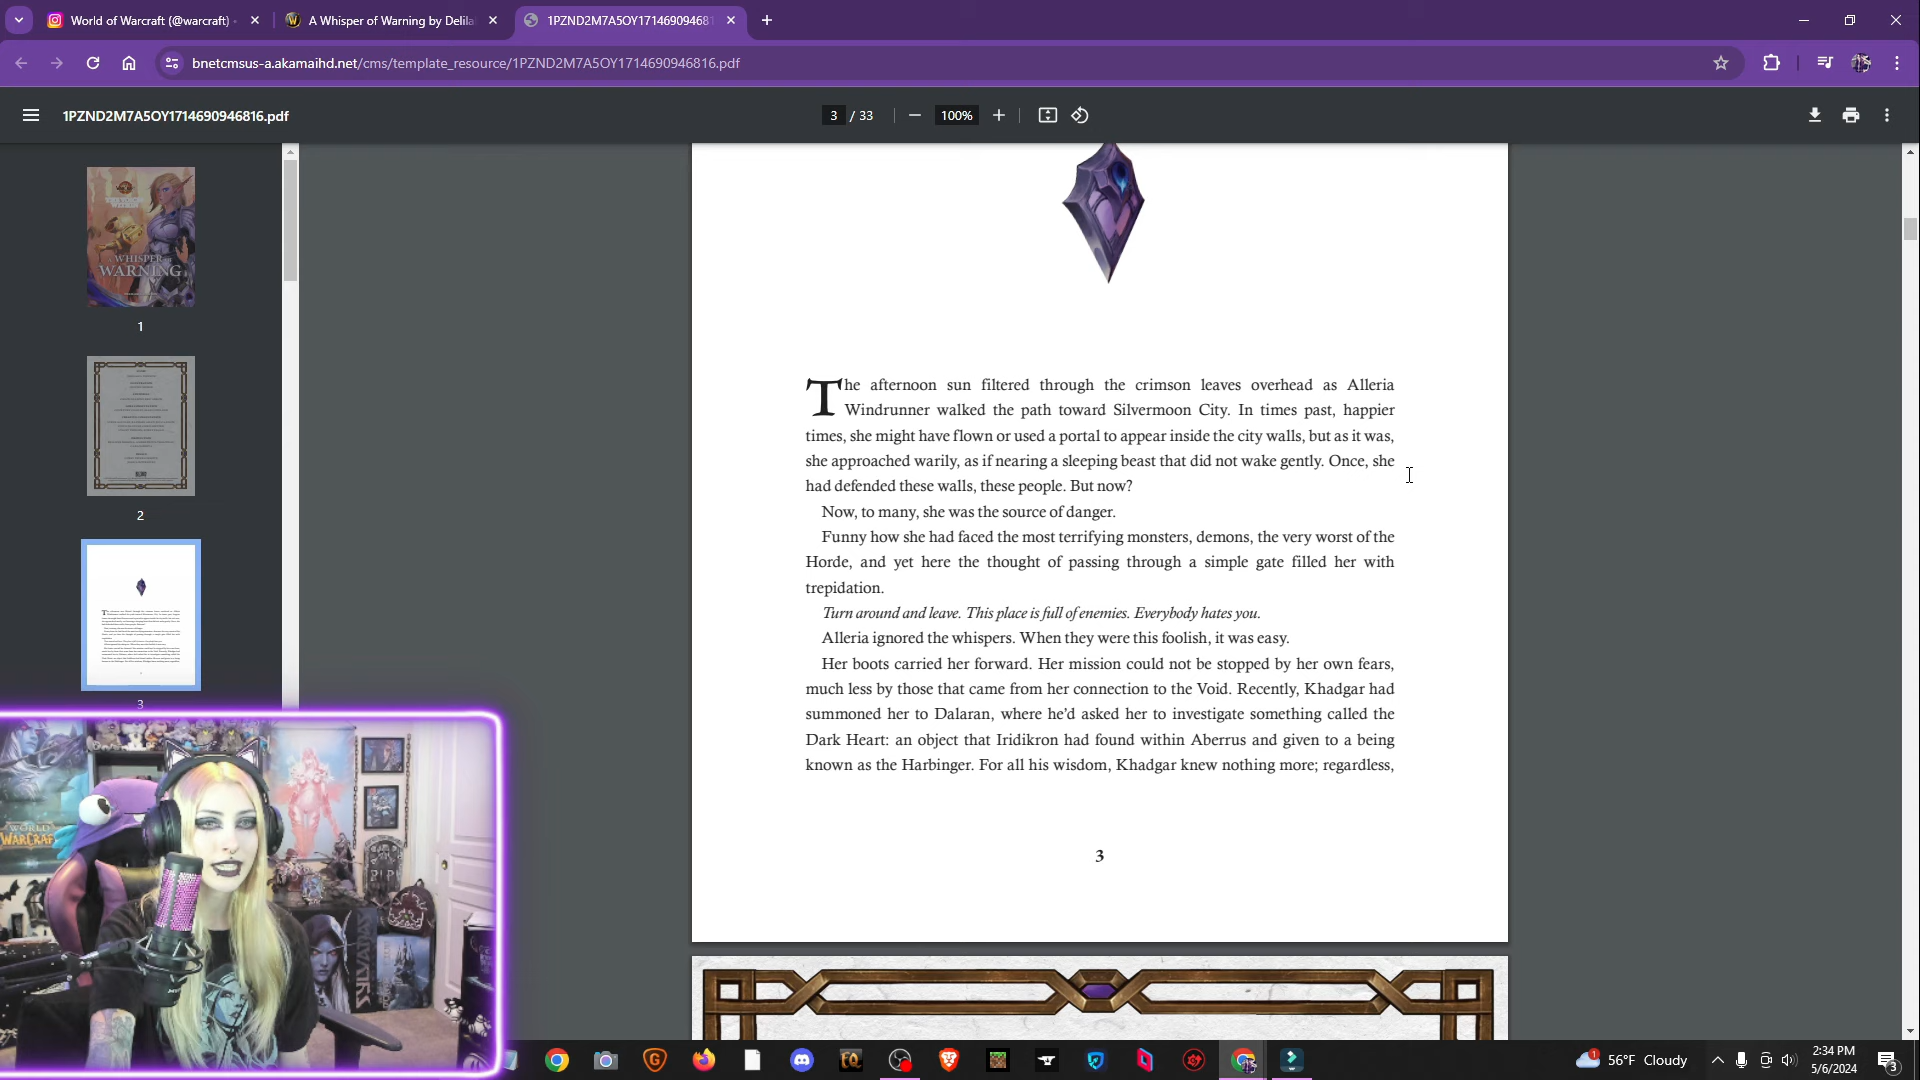 World of Warcraft (@warcraft)
A Whisper of Warning by Delila
1PZND2M7A5OY17146909468
bnetcmsus-a.akamaihd.net/cms/template_resource/1PZND2M7A5OY1714690946816.pdf
1PZND2M7A5OY1714690946816.pdf
3 / 33
100%
WHISPER OF
WARNING
1
2
3
The afternoon sun filtered through the crimson leaves overhead as Alleria
Windrunner walked the path toward Silvermoon City. In times past, happier
times, she might have flown or used a portal to appear inside the city walls, but as it was,
she approached warily, as if nearing a sleeping beast that did not wake gently. Once, she
had defended these walls, these people. But now?
Now, to many, she was the source of danger.
Funny how she had faced the most terrifying monsters, demons, the very worst of the
Horde, and yet here the thought of passing through a simple gate filled her with
trepidation.
Turn around and leave. This place is full of enemies. Everybody hates you.
Alleria ignored the whispers. When they were this foolish, it was easy.
Her boots carried her forward. Her mission could not be stopped by her own fears,
much less by those that came from her connection to the Void. Recently, Khadgar had
summoned her to Dalaran, where he’d asked her to investigate something called the
Dark Heart: an object that Iridikron had found within Aberrus and given to a being
known as the Harbinger. For all his wisdom, Khadgar knew nothing more; regardless,
3
WORLD
WARCRAFT
RIP
56°F Cloudy
2:34 PM
5/6/2024
3